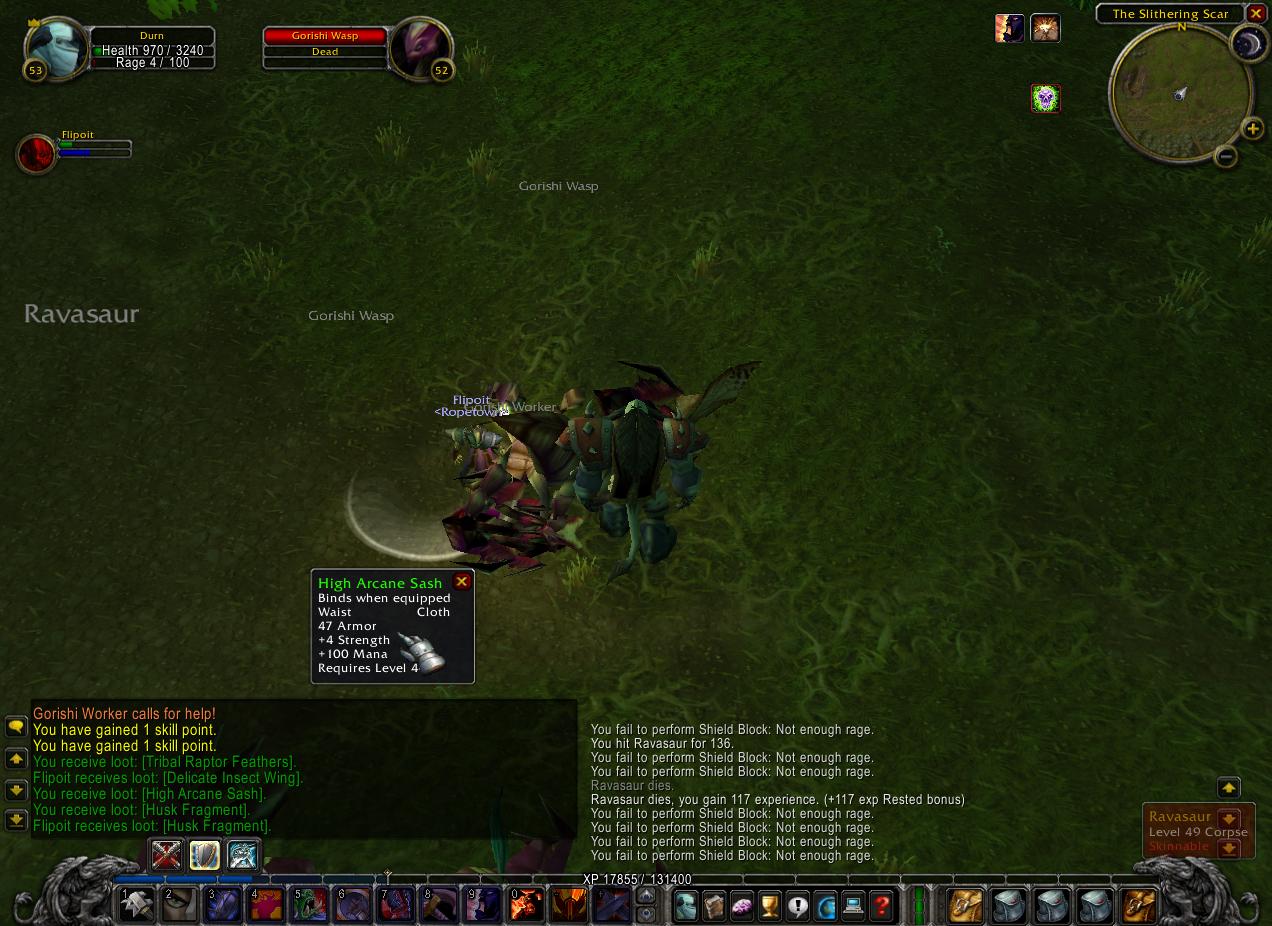 Durn
Health 970 / 3240
Rage 4 / 100
53
Gorishi Wasp
Dead
52
The Slithering Scar
N
Flipoit
Gorishi Wasp
Ravasaur
Gorishi Wasp
Flipoit
Gorishi Worker
High Arcane Sash
Binds when equipped
Waist Cloth
47 Armor
+4 Strength
+100 Mana
Requires Level 4
Gorishi Worker calls for help!
You have gained 1 skill point.
You have gained 1 skill point.
You receive loot: [Tribal Raptor Feathers].
Flipoit receives loot: [Delicate Insect Wing].
You receive loot: [High Arcane Sash].
You receive loot: [Husk Fragment].
Flipoit receives loot: [Husk Fragment].
You fail to perform Shield Block: Not enough rage.
You hit Ravasaur for 136.
You fail to perform Shield Block: Not enough rage.
You fail to perform Shield Block: Not enough rage.
Ravasaur dies.
Ravasaur dies, you gain 117 experience. (+117 exp Rested bonus)
You fail to perform Shield Block: Not enough rage.
You fail to perform Shield Block: Not enough rage.
You fail to perform Shield Block: Not enough rage.
You fail to perform Shield Block: Not enough rage.
Ravasaur
Level 49 Corpse
Skinnable
XP 17855 / 131400
1 2 3 4 5 6 7 8 9 0